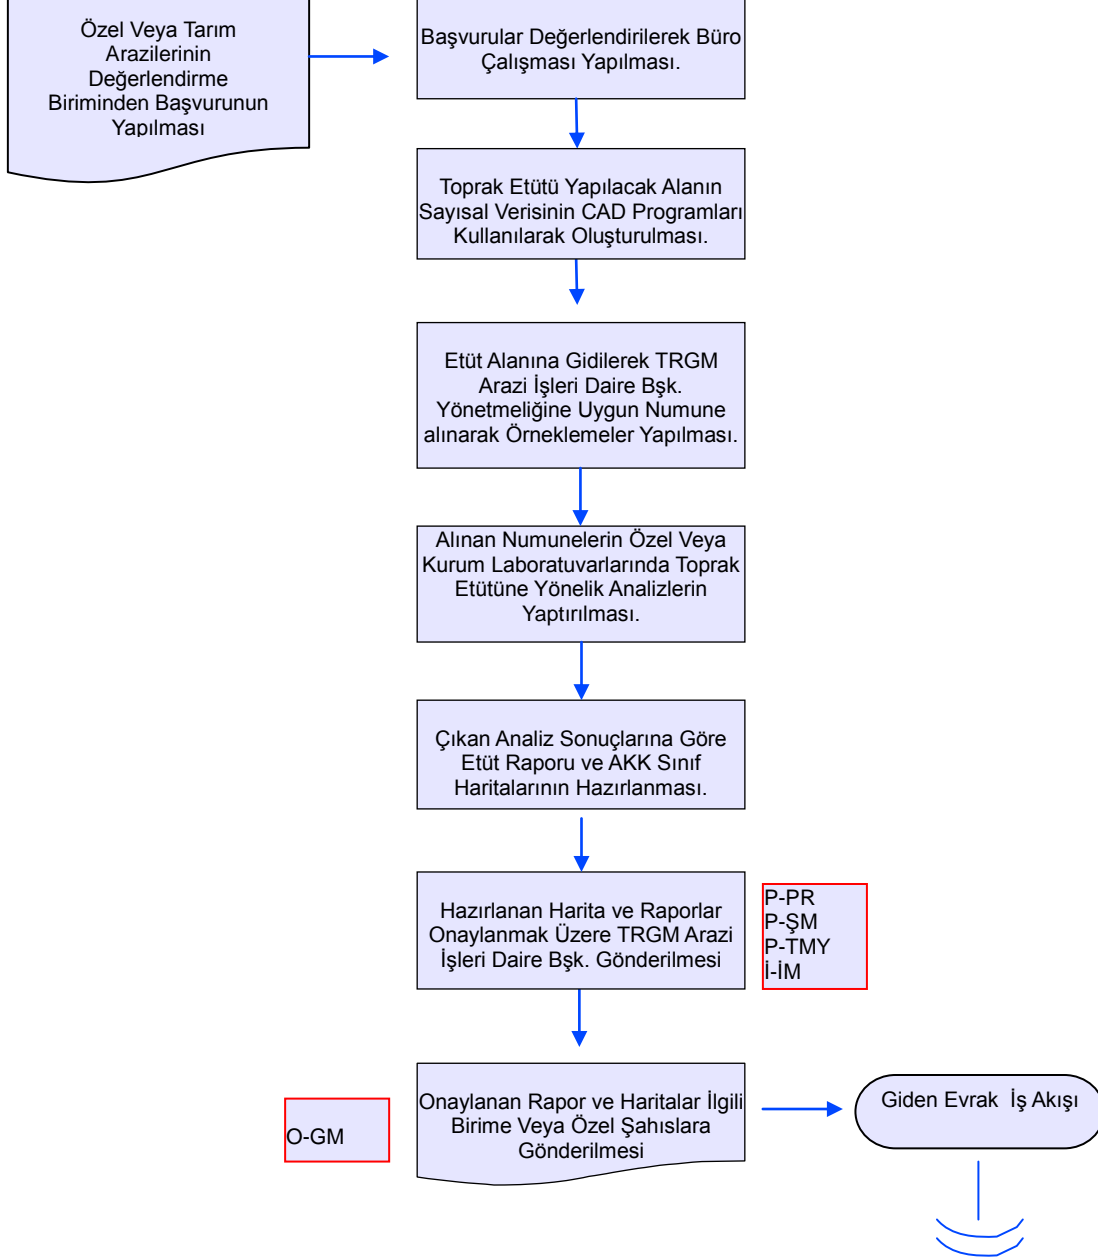 Özel Veya Tarım
Arazilerinin
Değerlendirme
Biriminden Başvurunun
Yapılması
Başvurular Değerlendirilerek Büro
Çalışması Yapılması.
Toprak Etütü Yapılacak Alanın
Sayısal Verisinin CAD Programları
Kullanılarak Oluşturulması.
Etüt Alanına Gidilerek TRGM
Arazi İşleri Daire Bşk.
Yönetmeliğine Uygun Numune
alınarak Örneklemeler Yapılması.
Alınan Numunelerin Özel Veya
Kurum Laboratuvarlarında Toprak
Etütüne Yönelik Analizlerin
Yaptırılması.
Çıkan Analiz Sonuçlarına Göre
Etüt Raporu ve AKK Sınıf
Haritalarının Hazırlanması.
Hazırlanan Harita ve Raporlar
Onaylanmak Üzere TRGM Arazi
İşleri Daire Bşk. Gönderilmesi
P-PR
P-ŞM
P-TMY
İ-İM
O-GM
Onaylanan Rapor ve Haritalar İlgili
Birime Veya Özel Şahıslara
Gönderilmesi
Giden Evrak İş Akışı